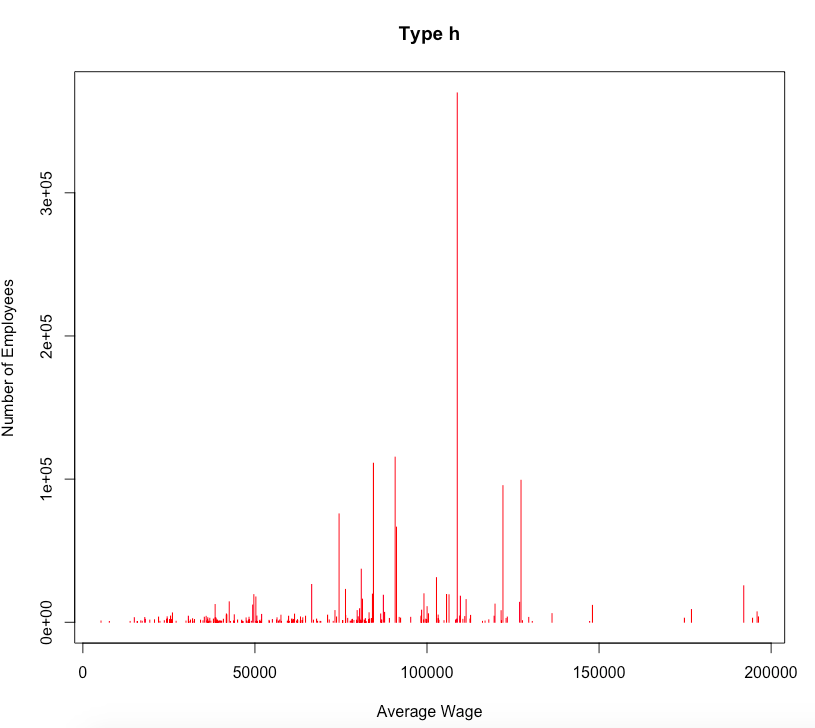 Type h
Number of Employees
3e+05
2e+05
1e+05
0e+00
0 50000 100000 150000 200000
Average Wage